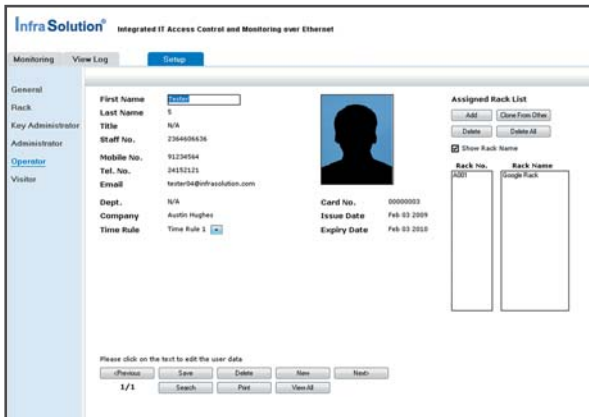 InfraSolution® Integrated IT Access Control and Monitoring over Ethernet
Monitoring View Log Setup
General
Rack
Key Administrator
Administrator
Operator
Visitor
First Name Tester
Last Name 5
Title N/A
Staff No. 2364606636
Mobile No. 91234564
Tel. No. 24192121
Email tester04@infrasolution.com
Dept. N/A
Company Austin Hughes
Time Rule Time Rule 1
Card No. 00000003
Issue Date Feb 03 2009
Expiry Date Feb 03 2010
Assigned Rack List
Add Clone From Other
Delete Delete All
Show Rack Name
Rack No. Rack Name
A001 Google Rack
Please click on the text to edit the user data
<Previous Save Delete New Next>
1/1 Search Print View All